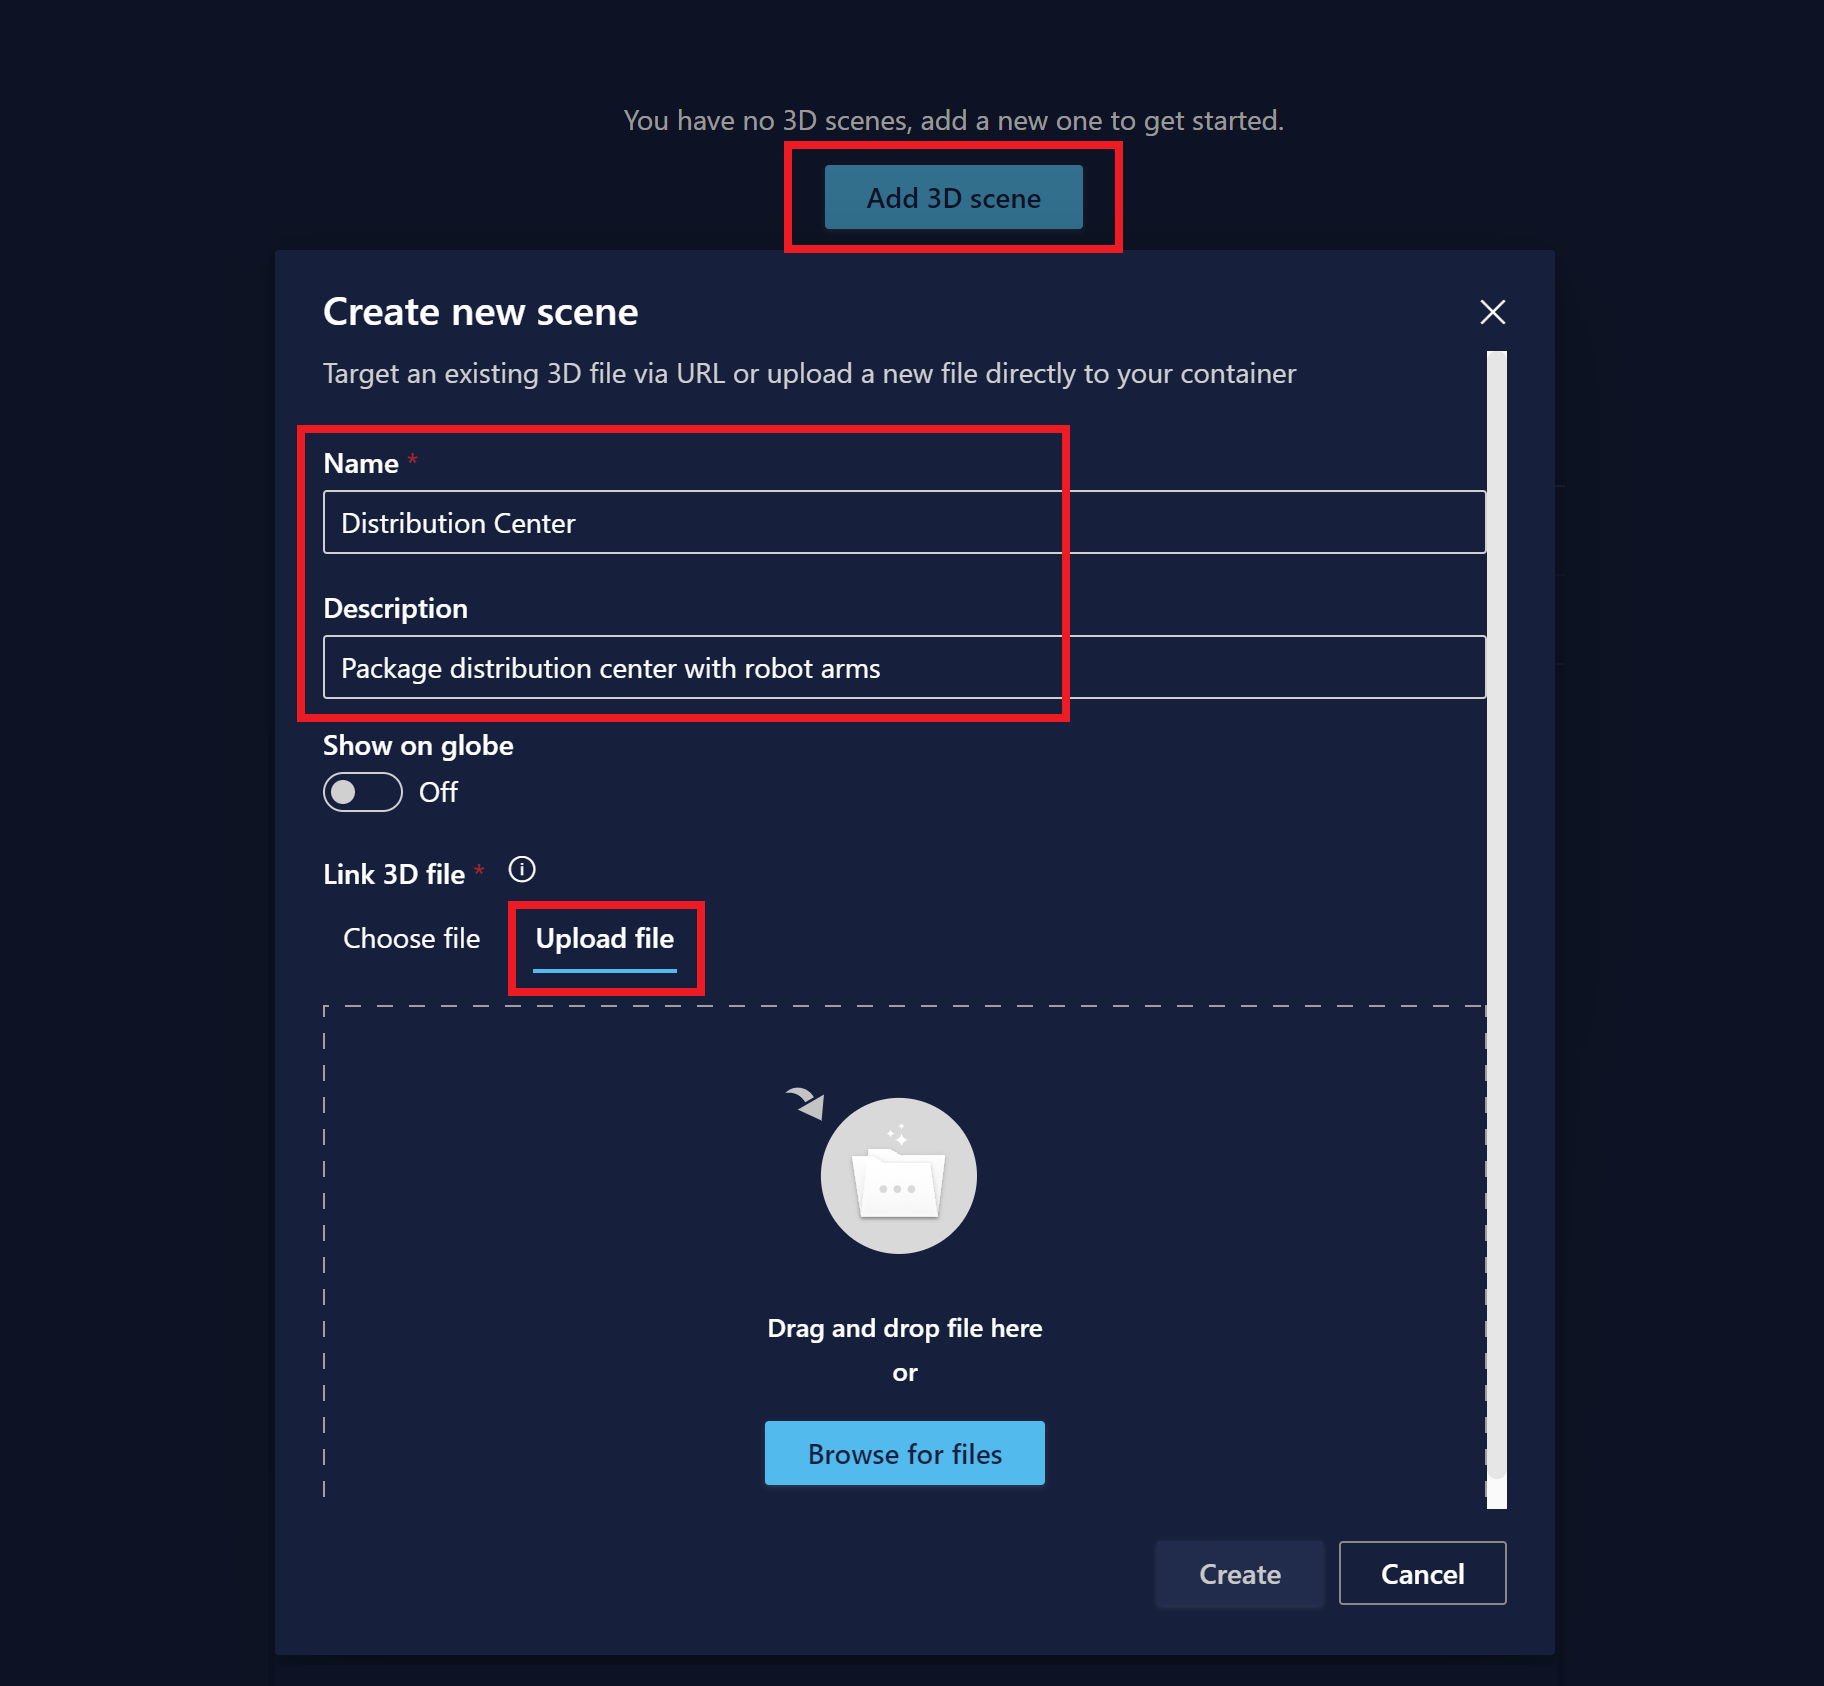 You have no 3D scenes, add a new one to get started.
Add 3D scene
Create new scene
Target an existing 3D file via URL or upload a new file directly to your container
Name *
Distribution Center
Description
Package distribution center with robot arms
Show on globe
Off
Link 3D file *
Choose file Upload file
Drag and drop file here
or
Browse for files
Create Cancel